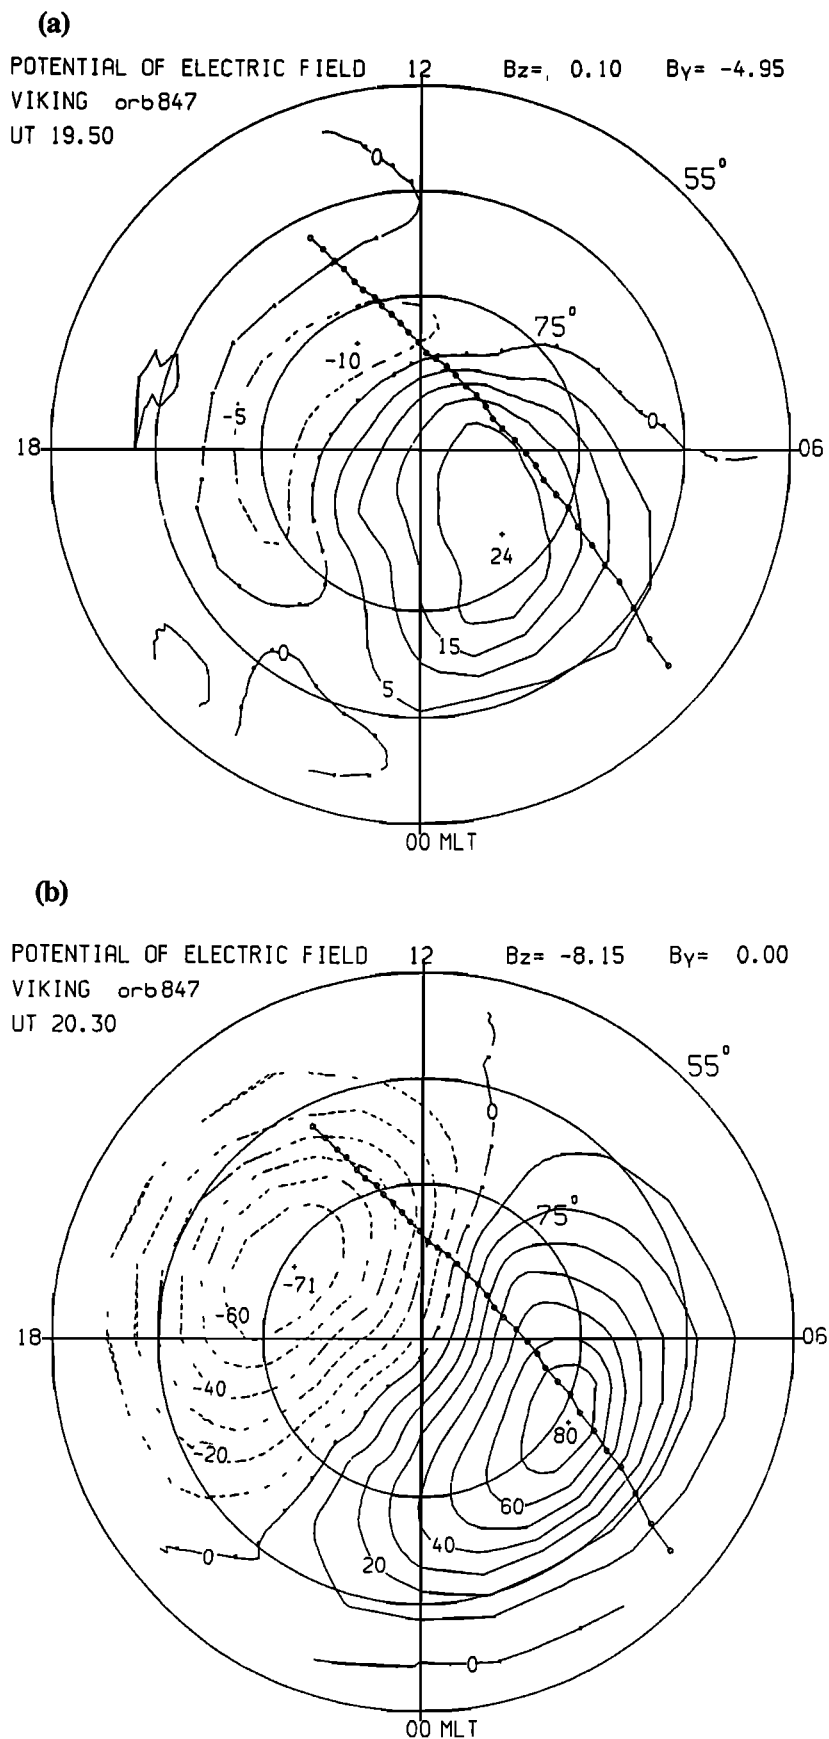 (a)
POTENTIAL OF ELECTRIC FIELD 12 Bz= 0.10 By= -4.95
VIKING orb847
UT 19.50
0
55°
75°
-10
-5
0
18 06
24
15
0
5
00 MLT
(b)
POTENTIAL OF ELECTRIC FIELD 12 Bz= -8.15 By= 0.00
VIKING orb847
UT 20.30
55°
0
75°
-71
-60
18 06
-40
80
-20
60
40
0 20
0
00 MLT